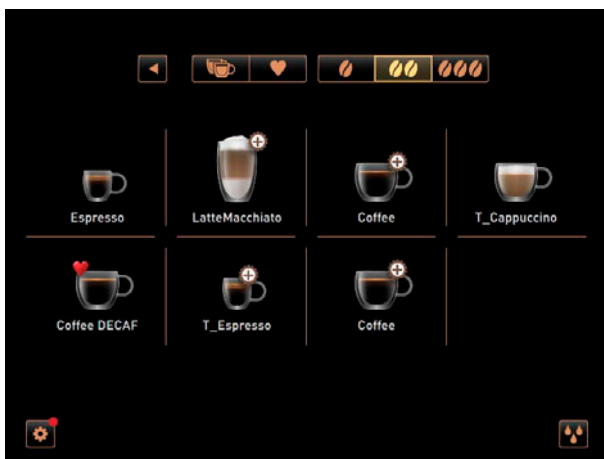 Espresso
LatteMacchiato
Coffee
T_Cappuccino
Coffee DECAF
T_Espresso
Coffee